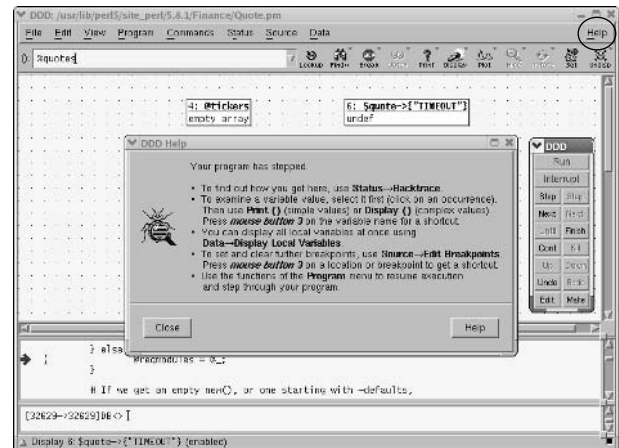 DDD: /usr/lib/perl5/site_perl/5.8.1/Finance/Quote.pm
File Edit View Program Commands Status Source Data Help
(): %quotes
Lookup Find» Break Print Display Plot Set
4: @tickers
empty array
6: $quote->{"TIMEOUT"}
undef
DDD Help
Your program has stopped.
• To find out how you got here, use Status→Backtrace.
• To examine a variable value, select it first (click on an occurrence).
Then use Print () (simple values) or Display () (complex values).
Press mouse button 3 on the variable name for a shortcut.
• You can display all local variables at once using
Data→Display Local Variables.
• To set and clear further breakpoints, use Source→Edit Breakpoints.
Press mouse button 3 on a location or breakpoint to get a shortcut.
• Use the functions of the Program menu to resume execution
and step through your program.
Close Help
DDD
Run
Interrupt
Step Stepi
Next Nexti
Until Finish
Cont Kill
Up Down
Undo Redo
Edit Make
} else
@reqmodules = @_;
}
# If we get an empty new(), or one starting with -defaults,
[32629->32629]DB<>
Display 6: $quote->{"TIMEOUT"} (enabled)